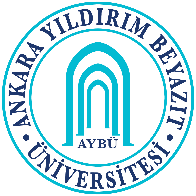 • ANKARA YILDIRIM BEYAZIT •
ÜNİVERSİTESİ
AYBÜ